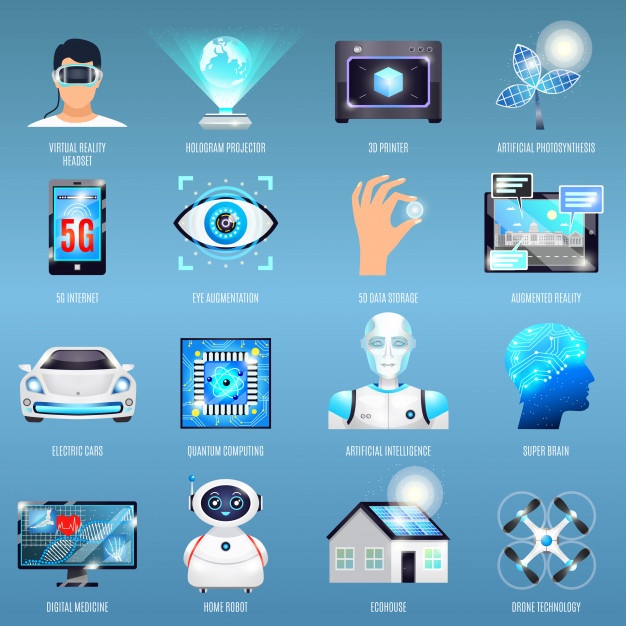 VIRTUAL REALITY
HEADSET
HOLOGRAM PROJECTOR
3D PRINTER
ARTIFICIAL PHOTOSYNTHESIS
5G
5G INTERNET
EYE AUGMENTATION
5D DATA STORAGE
AUGMENTED REALITY
ELECTRIC CARS
QUANTUM COMPUTING
ARTIFICIAL INTELLIGENCE
SUPER BRAIN
DIGITAL MEDICINE
HOME ROBOT
ECOHOUSE
DRONE TECHNOLOGY